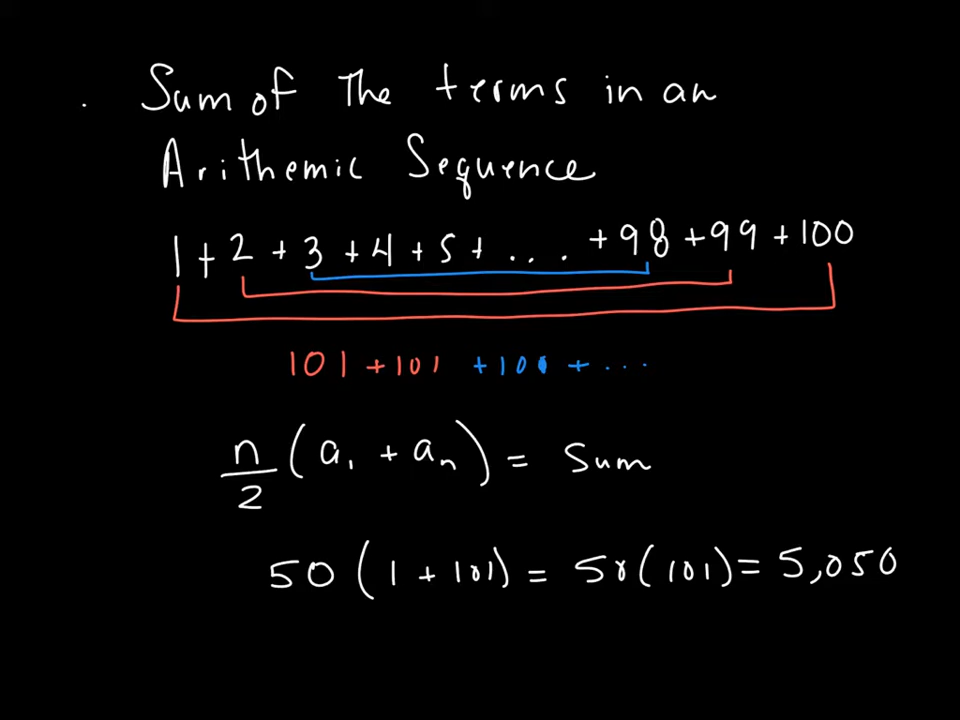 Sum of The terms in an
Arithemic Sequence
1 + 2 + 3 + 4 + 5 + .... + 98 + 99 + 100
101 + 101 + 101 + ...
n/2 (a₁ + aₙ) = Sum
50 (1 + 101) = 50(101) = 5,050